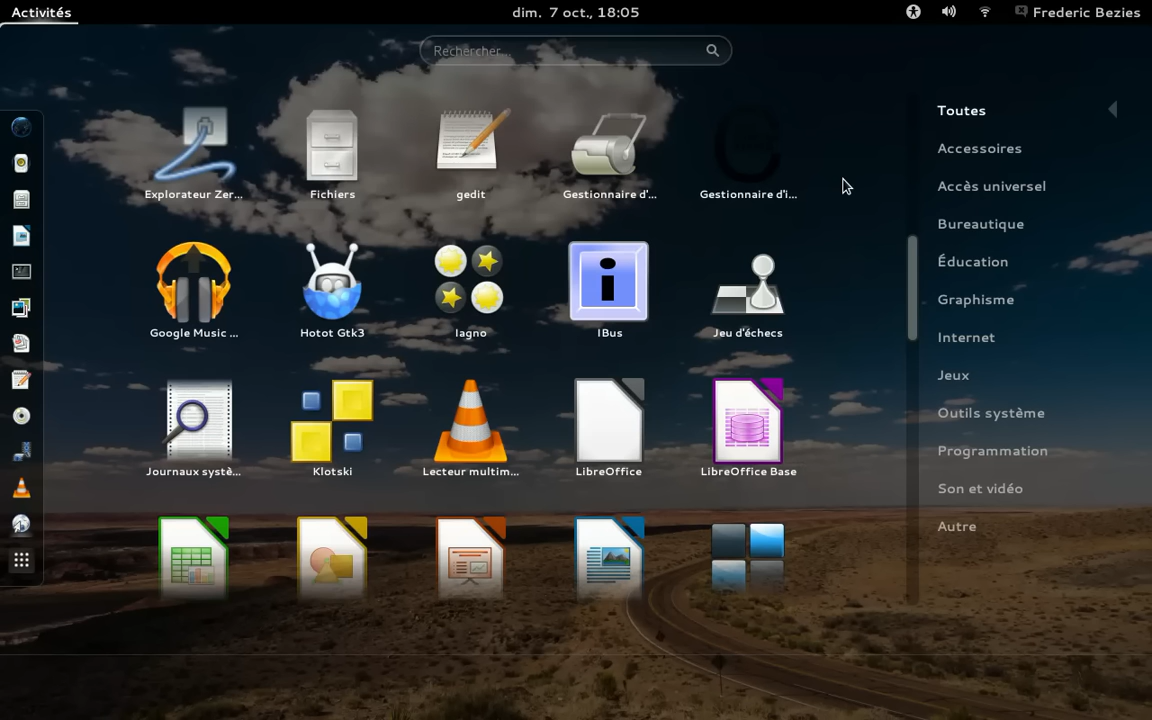 Activités
dim. 7 oct., 18:05
Frederic Bezies
Rechercher...
Explorateur Zer...
Fichiers
gedit
Gestionnaire d'...
Gestionnaire d'i...
Google Music ...
Hotot Gtk3
Iagno
IBus
Jeu d'échecs
Journaux systè...
Klotski
Lecteur multim...
LibreOffice
LibreOffice Base
Toutes
Accessoires
Accès universel
Bureautique
Éducation
Graphisme
Internet
Jeux
Outils système
Programmation
Son et vidéo
Autre